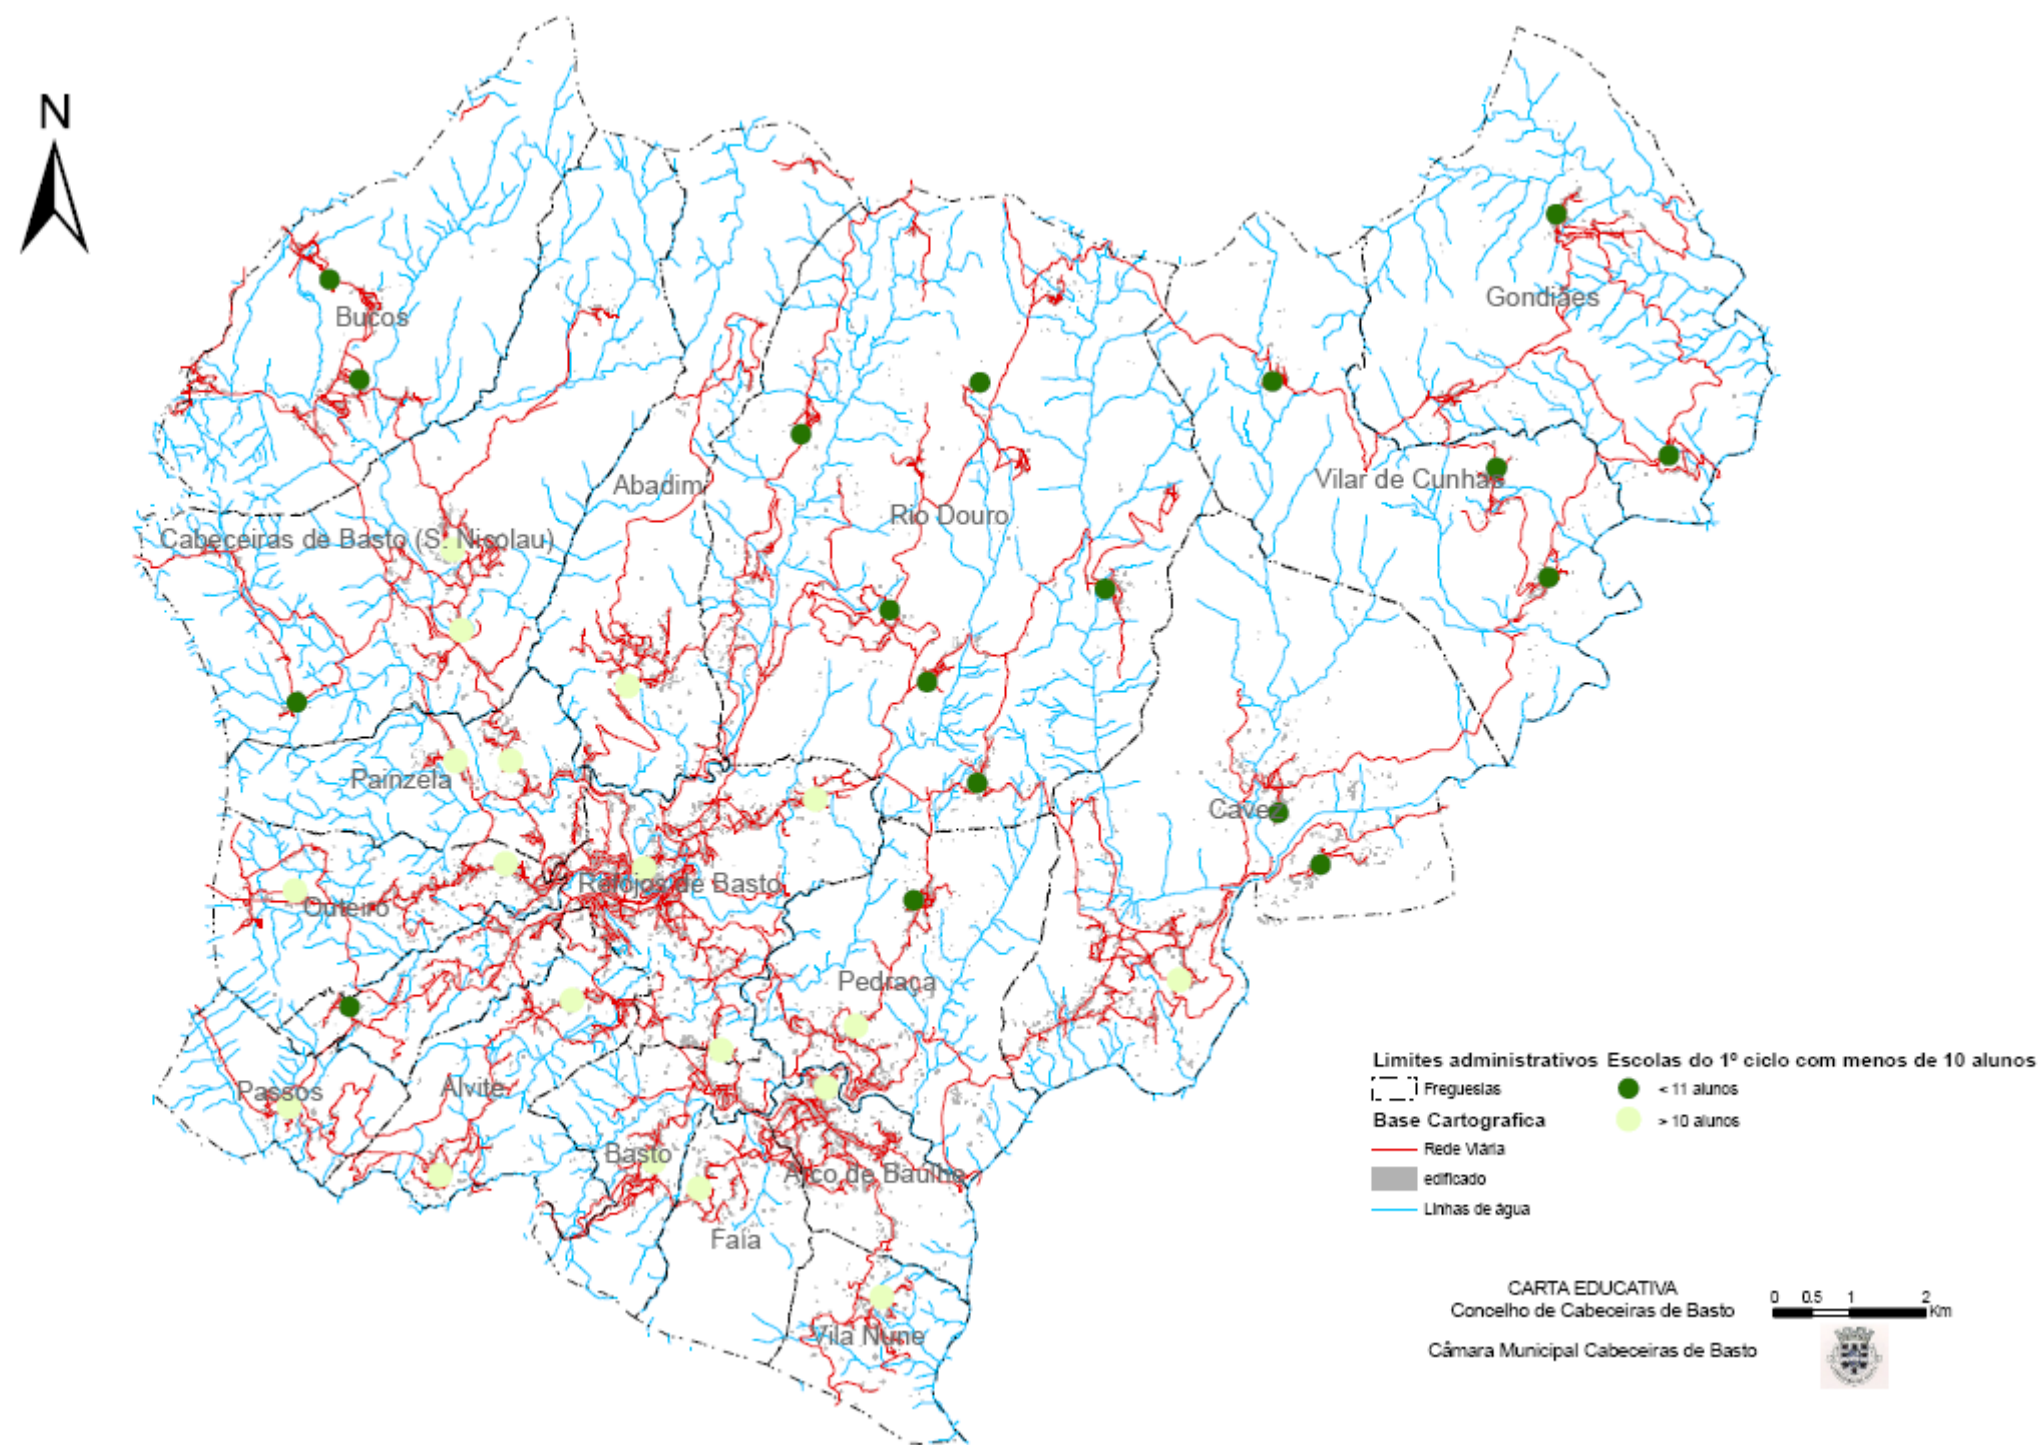 N
Bucos
Gondiães
Abadim
Vilar de Cunhas
Rio Douro
Cabeceiras de Basto (S. Nicolau)
Painzela
Cavez
Refojos de Basto
Outeiro
Pedraça
Passos
Alvite
Basto
Arco de Baulhe
Faia
Vila Nune
Limites administrativos Escolas do 1º ciclo com menos de 10 alunos
Freguesias < 11 alunos
Base Cartografica > 10 alunos
Rede Viária
edificado
Linhas de água
CARTA EDUCATIVA
Concelho de Cabeceiras de Basto
0 0.5 1 2
Km
Câmara Municipal Cabeceiras de Basto